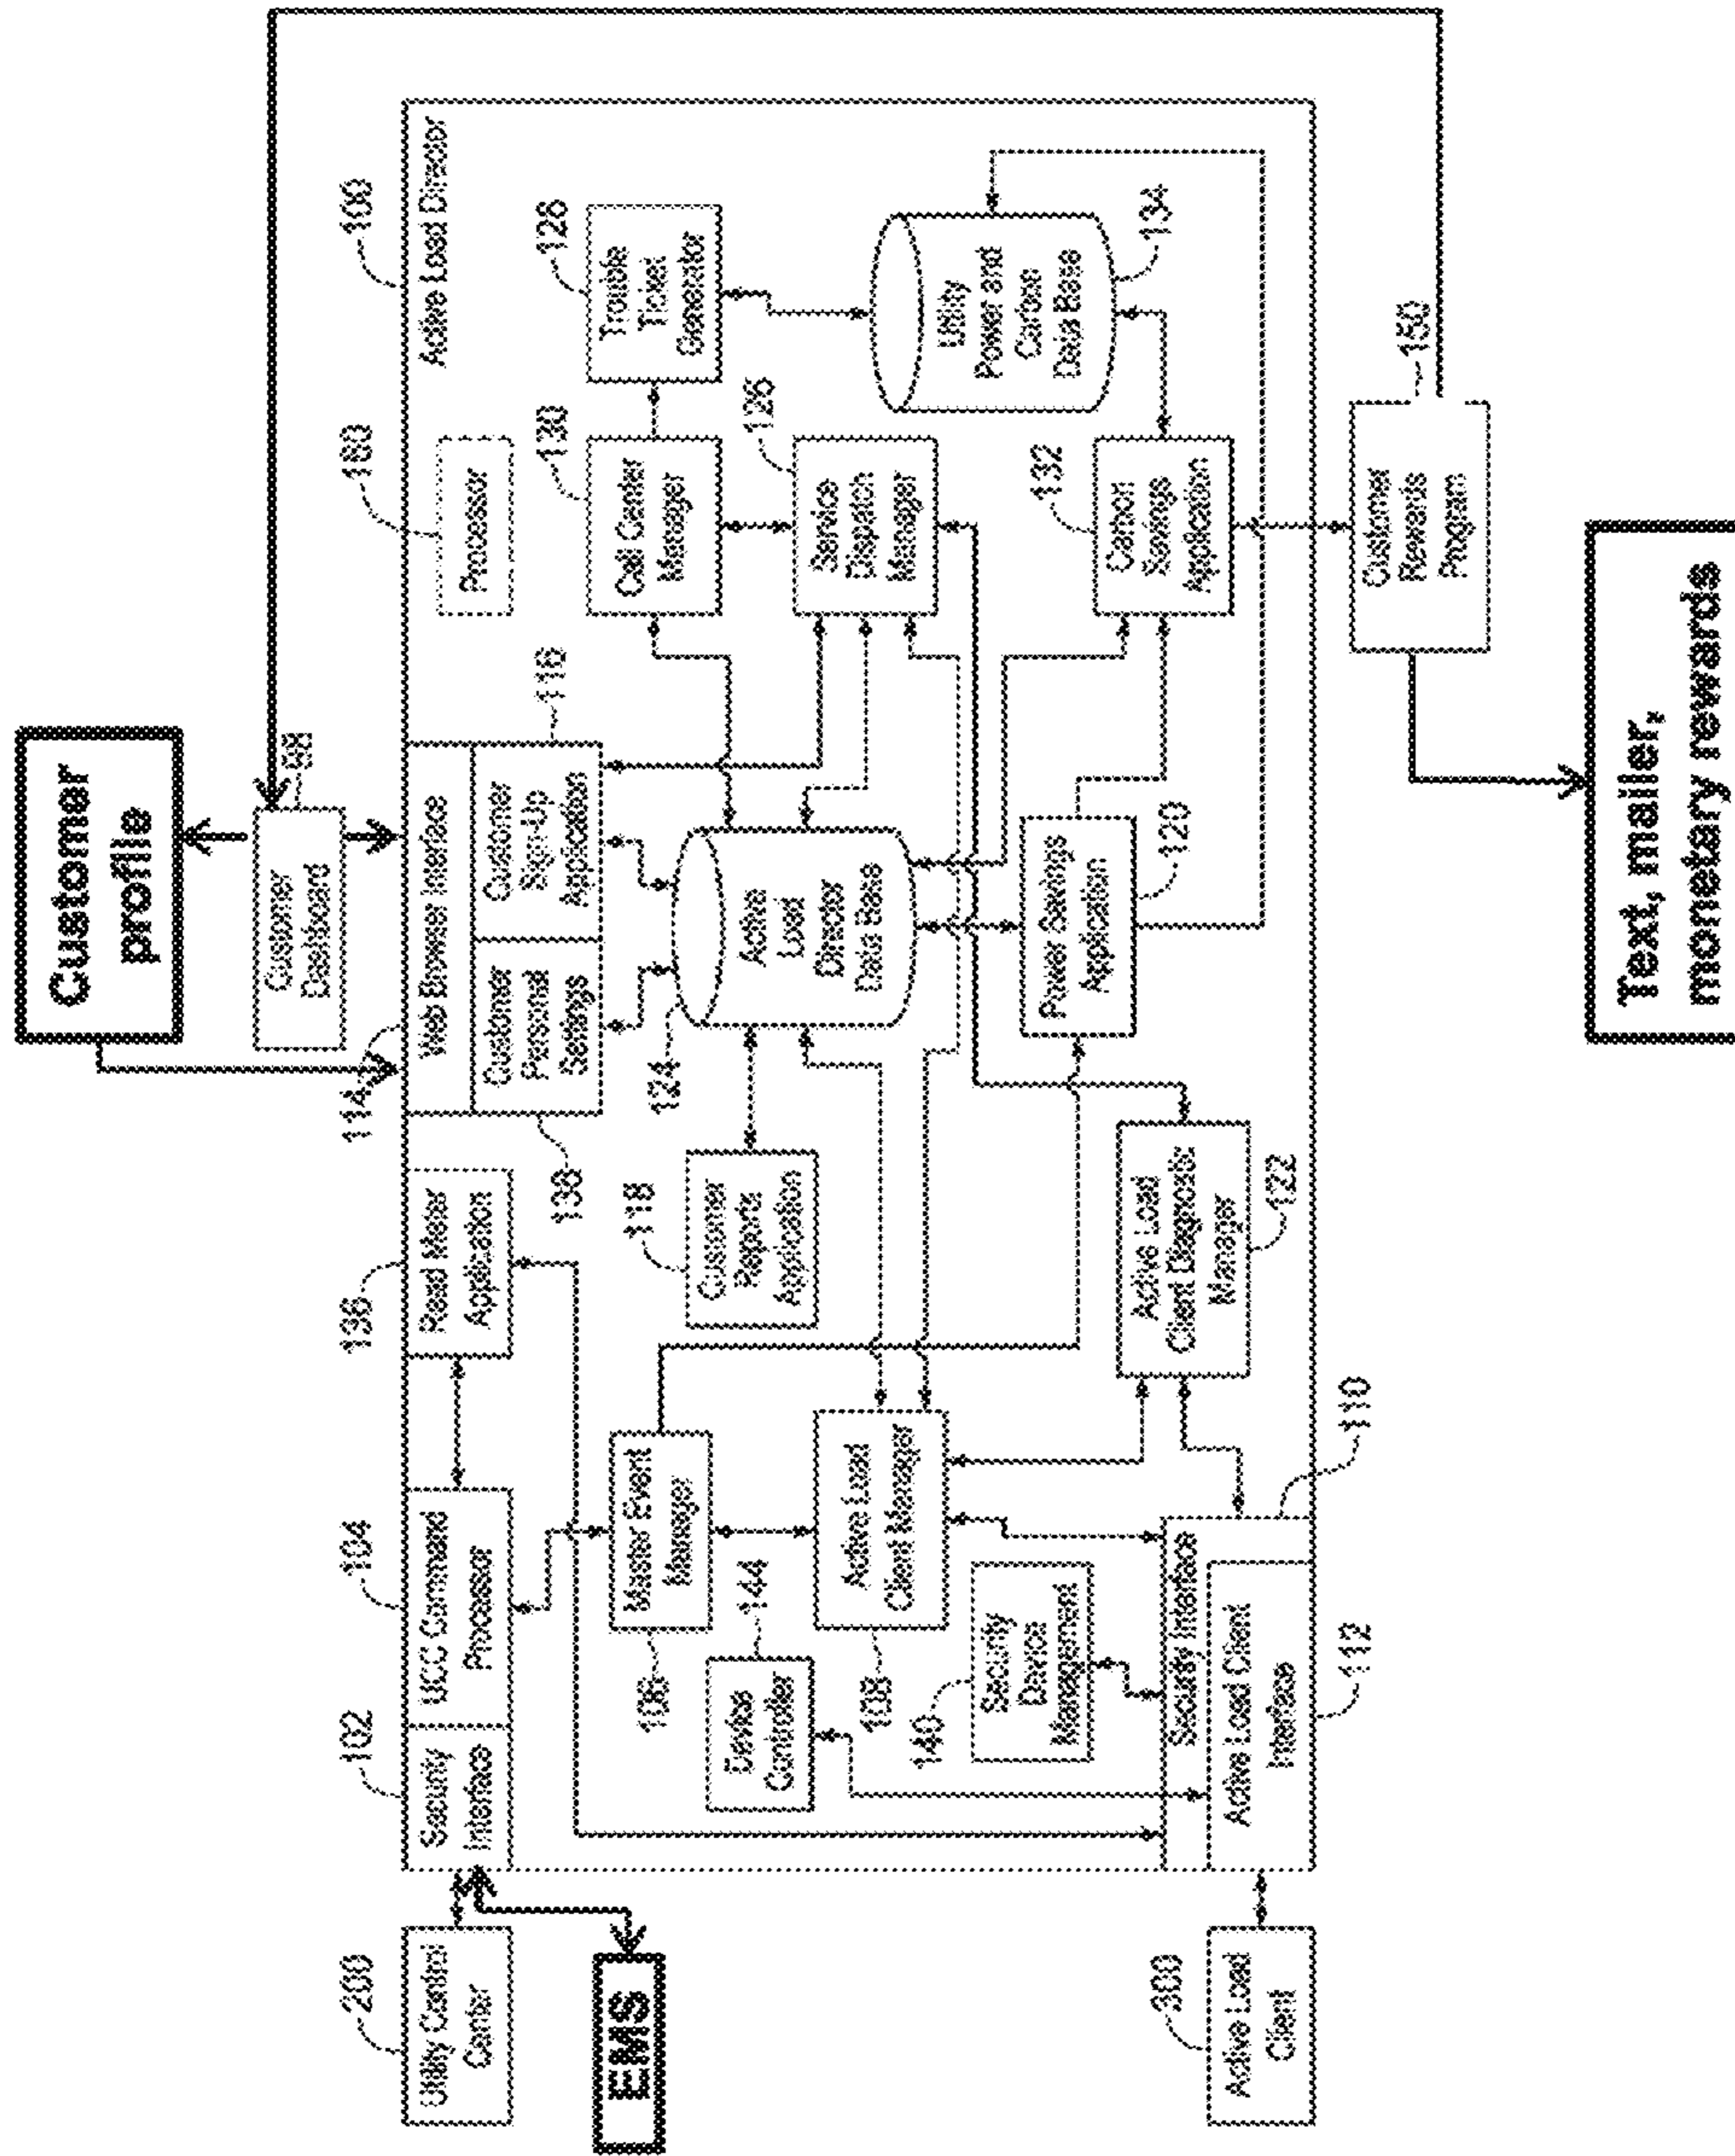 Customer
profile
Customer
Dashboard
98
200
Utility Control
Center
EMS
102
Security
Interface
104
UCC Command
Processor
136
Read Meter
Application
114
Web Browser Interface
Customer
Personal
Settings
138
Customer
Sign-Up
Application
116
160
Processor
100
Active Load Director
106
Master Event
Manager
144
Device
Controller
108
Active Load
Client Manager
140
Security
Device
Management
118
Customer
Reports
Application
124
Active
Load
Director
Data Base
130
Call Center
Manager
128
Trouble
Ticket
Generator
126
Service
Dispatch
Manager
Utility
Power and
Carbon
Data Base
134
Power Savings
Application
120
132
Carbon
Savings
Application
Active Load
Client Diagnostic
Manager
122
Security Interface
110
Active Load Client
Interface
112
300
Active Load
Client
Customer
Rewards
Program
150
Text, mailer,
monetary rewards